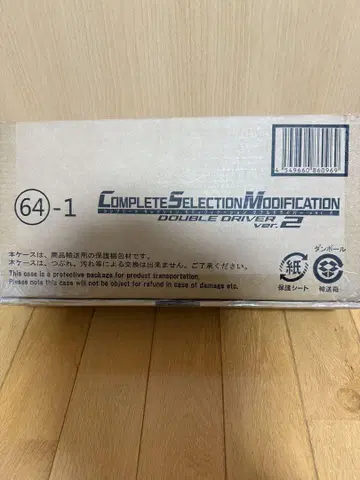 4 549660 860969
64-1
COMPLETE SELECTION MODIFICATION
DOUBLE DRIVER
ver.2
本ケースは、商品輸送用の保護梱包材です。
本ケースは、つぶれ、汚れ等による交換は出来ません。ご了承ください。
This case is a protective package for product transportation.
Please note this case will not be object for refund in case of damage etc.
紙
保護シート
ダンボール
輸送箱